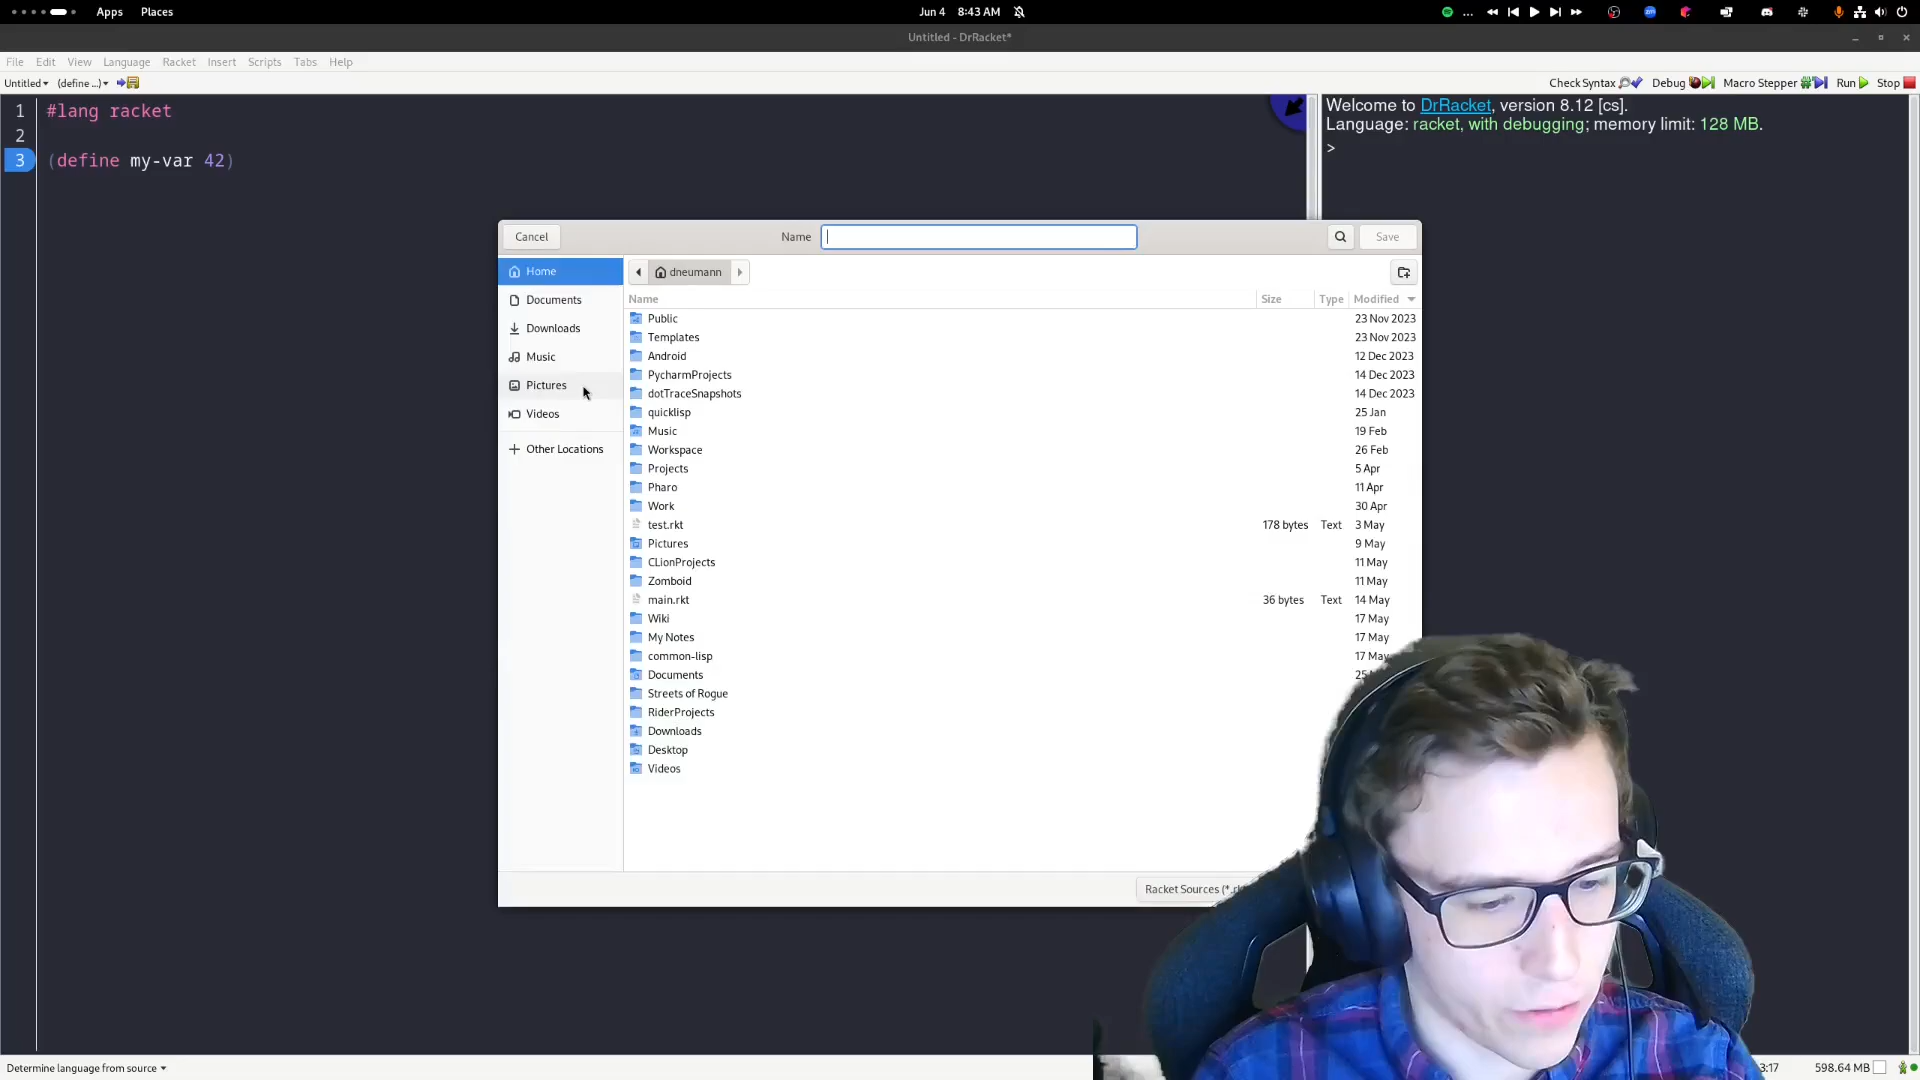 Apps Places Jun 4 8:43 AM
Untitled - DrRacket*
File Edit View Language Racket Insert Scripts Tabs Help
Untitled (define ...) Check Syntax Debug Macro Stepper Run Stop
1 #lang racket
2
3 (define my-var 42)
Welcome to DrRacket, version 8.12 [cs].
Language: racket, with debugging; memory limit: 128 MB.
>
Cancel Name Save
Home
Documents
Downloads
Music
Pictures
Videos
Other Locations
dneumann
Name Size Type Modified
Public 23 Nov 2023
Templates 23 Nov 2023
Android 12 Dec 2023
PycharmProjects 14 Dec 2023
dotTraceSnapshots 14 Dec 2023
quicklisp 25 Jan
Music 19 Feb
Workspace 26 Feb
Projects 5 Apr
Pharo 11 Apr
Work 30 Apr
test.rkt 178 bytes Text 3 May
Pictures 9 May
CLionProjects 11 May
Zomboid 11 May
main.rkt 36 bytes Text 14 May
Wiki 17 May
My Notes 17 May
common-lisp 17 May
Documents 25
Streets of Rogue
RiderProjects
Downloads
Desktop
Videos
Racket Sources (*.rk
Determine language from source 3:17 598.64 MB